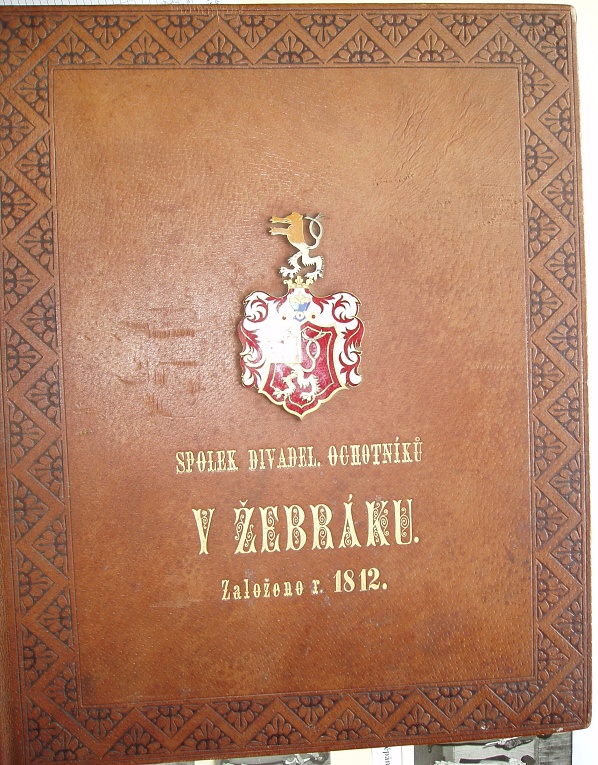 SPOLEK DIVADEL. OCHOTNÍKŮ
V ŽEBRÁKU.
Založeno r. 1812.